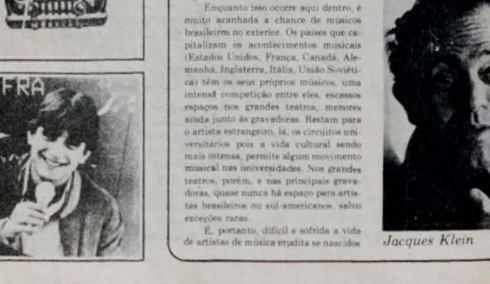 FRA
Enquanto isso ocorre aqui dentro, é
muito acanhada a chance de músicos
brasileiros no exterior. Os países que ca-
pitalizam os acontecimentos musicais
(Estados Unidos, França, Canadá, Ale-
manha, Inglaterra, Itália, União Soviéti-
ca) têm os seus próprios músicos, uma
intensa competição entre eles, escassos
espaços nos grandes teatros, menores
ainda junto às gravadoras. Restam para
o artista estrangeiro, lá, os circuitos uni-
versitários pois a vida cultural sendo
mais intensa, permite algum movimento
musical nas universidades. Nos grandes
teatros, porém, e nas principais grava-
doras, quase nunca há espaço para artis-
tas brasileiros ou sul-americanos, salvo
exceções raras.
É, portanto, difícil e sofrida a vida
de artistas de música erudita se nascidos
Jacques Klein